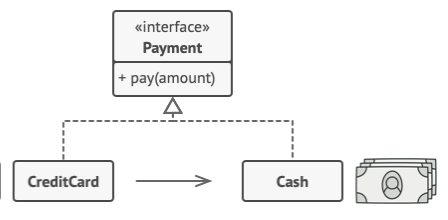 «interface»
Payment
+ pay(amount)
CreditCard
Cash